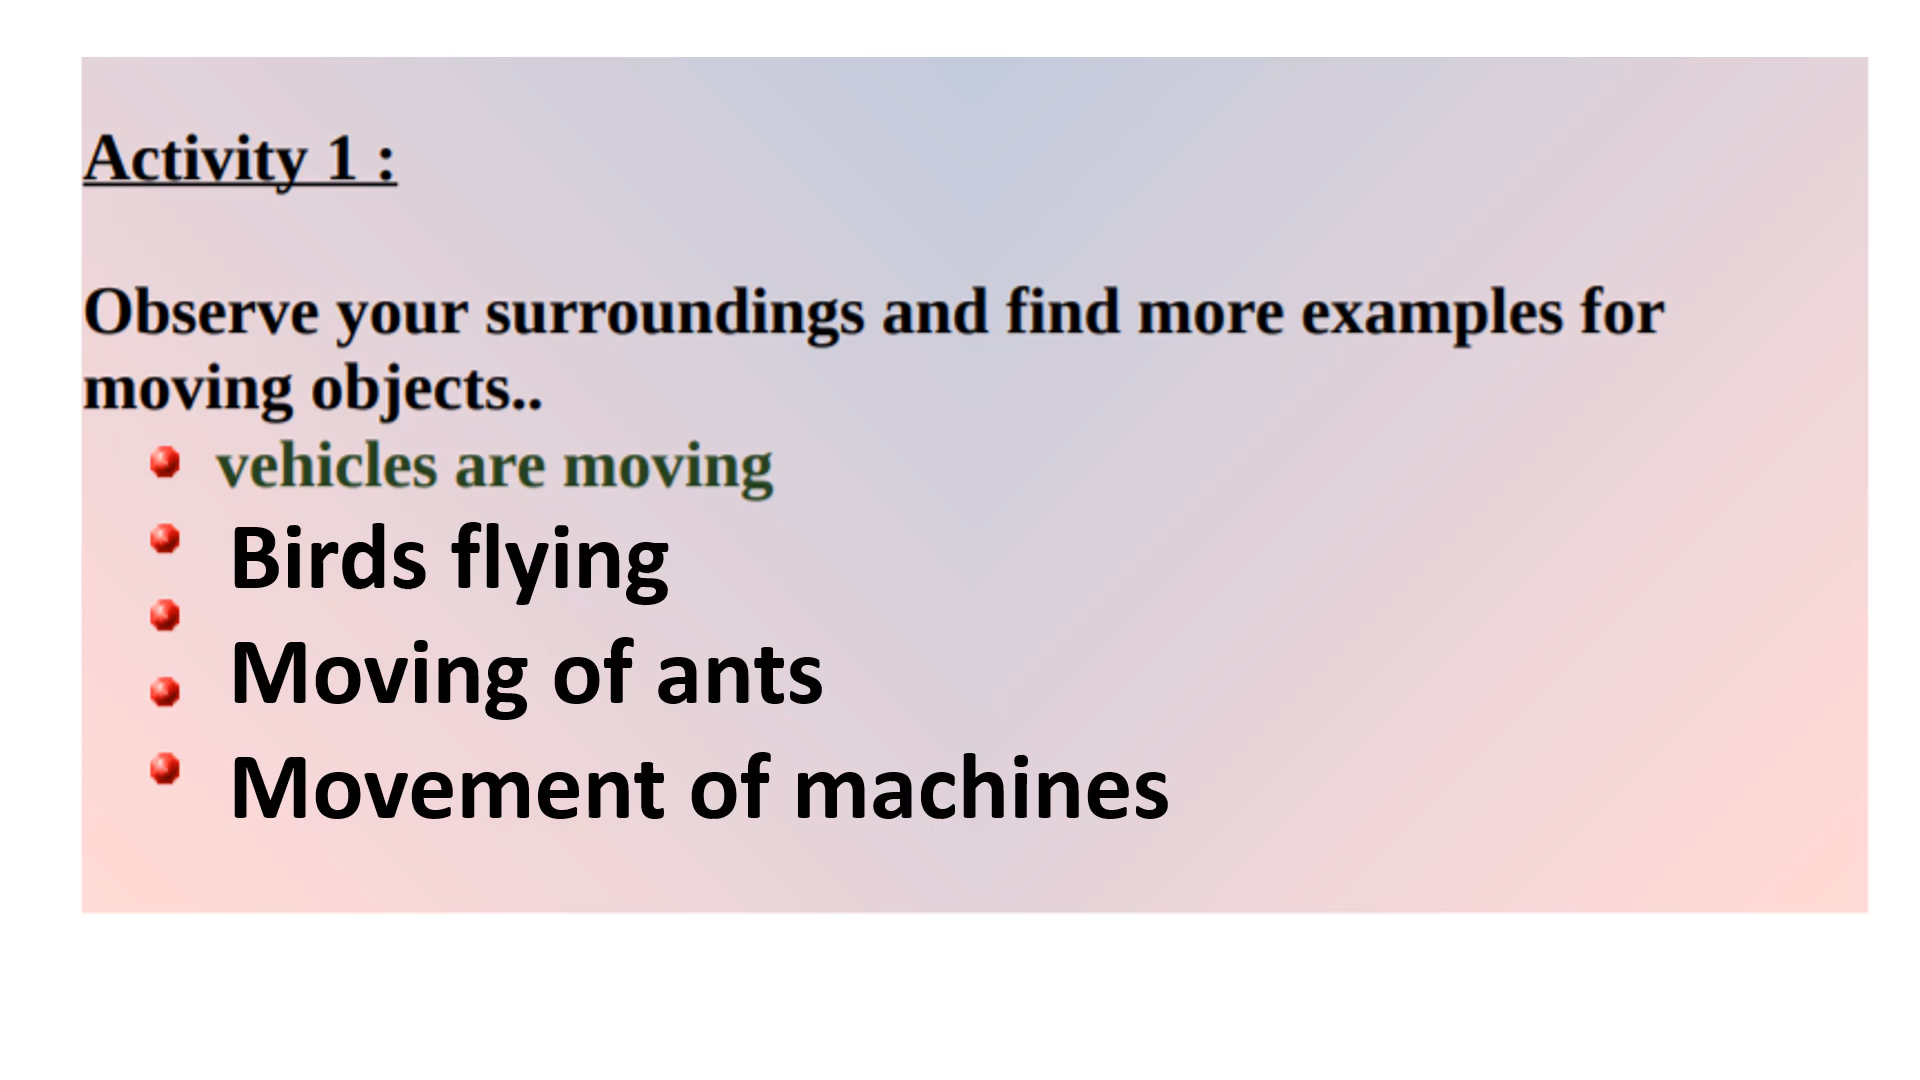 Activity 1 :
Observe your surroundings and find more examples for
moving objects..
vehicles are moving
Birds flying
Moving of ants
Movement of machines